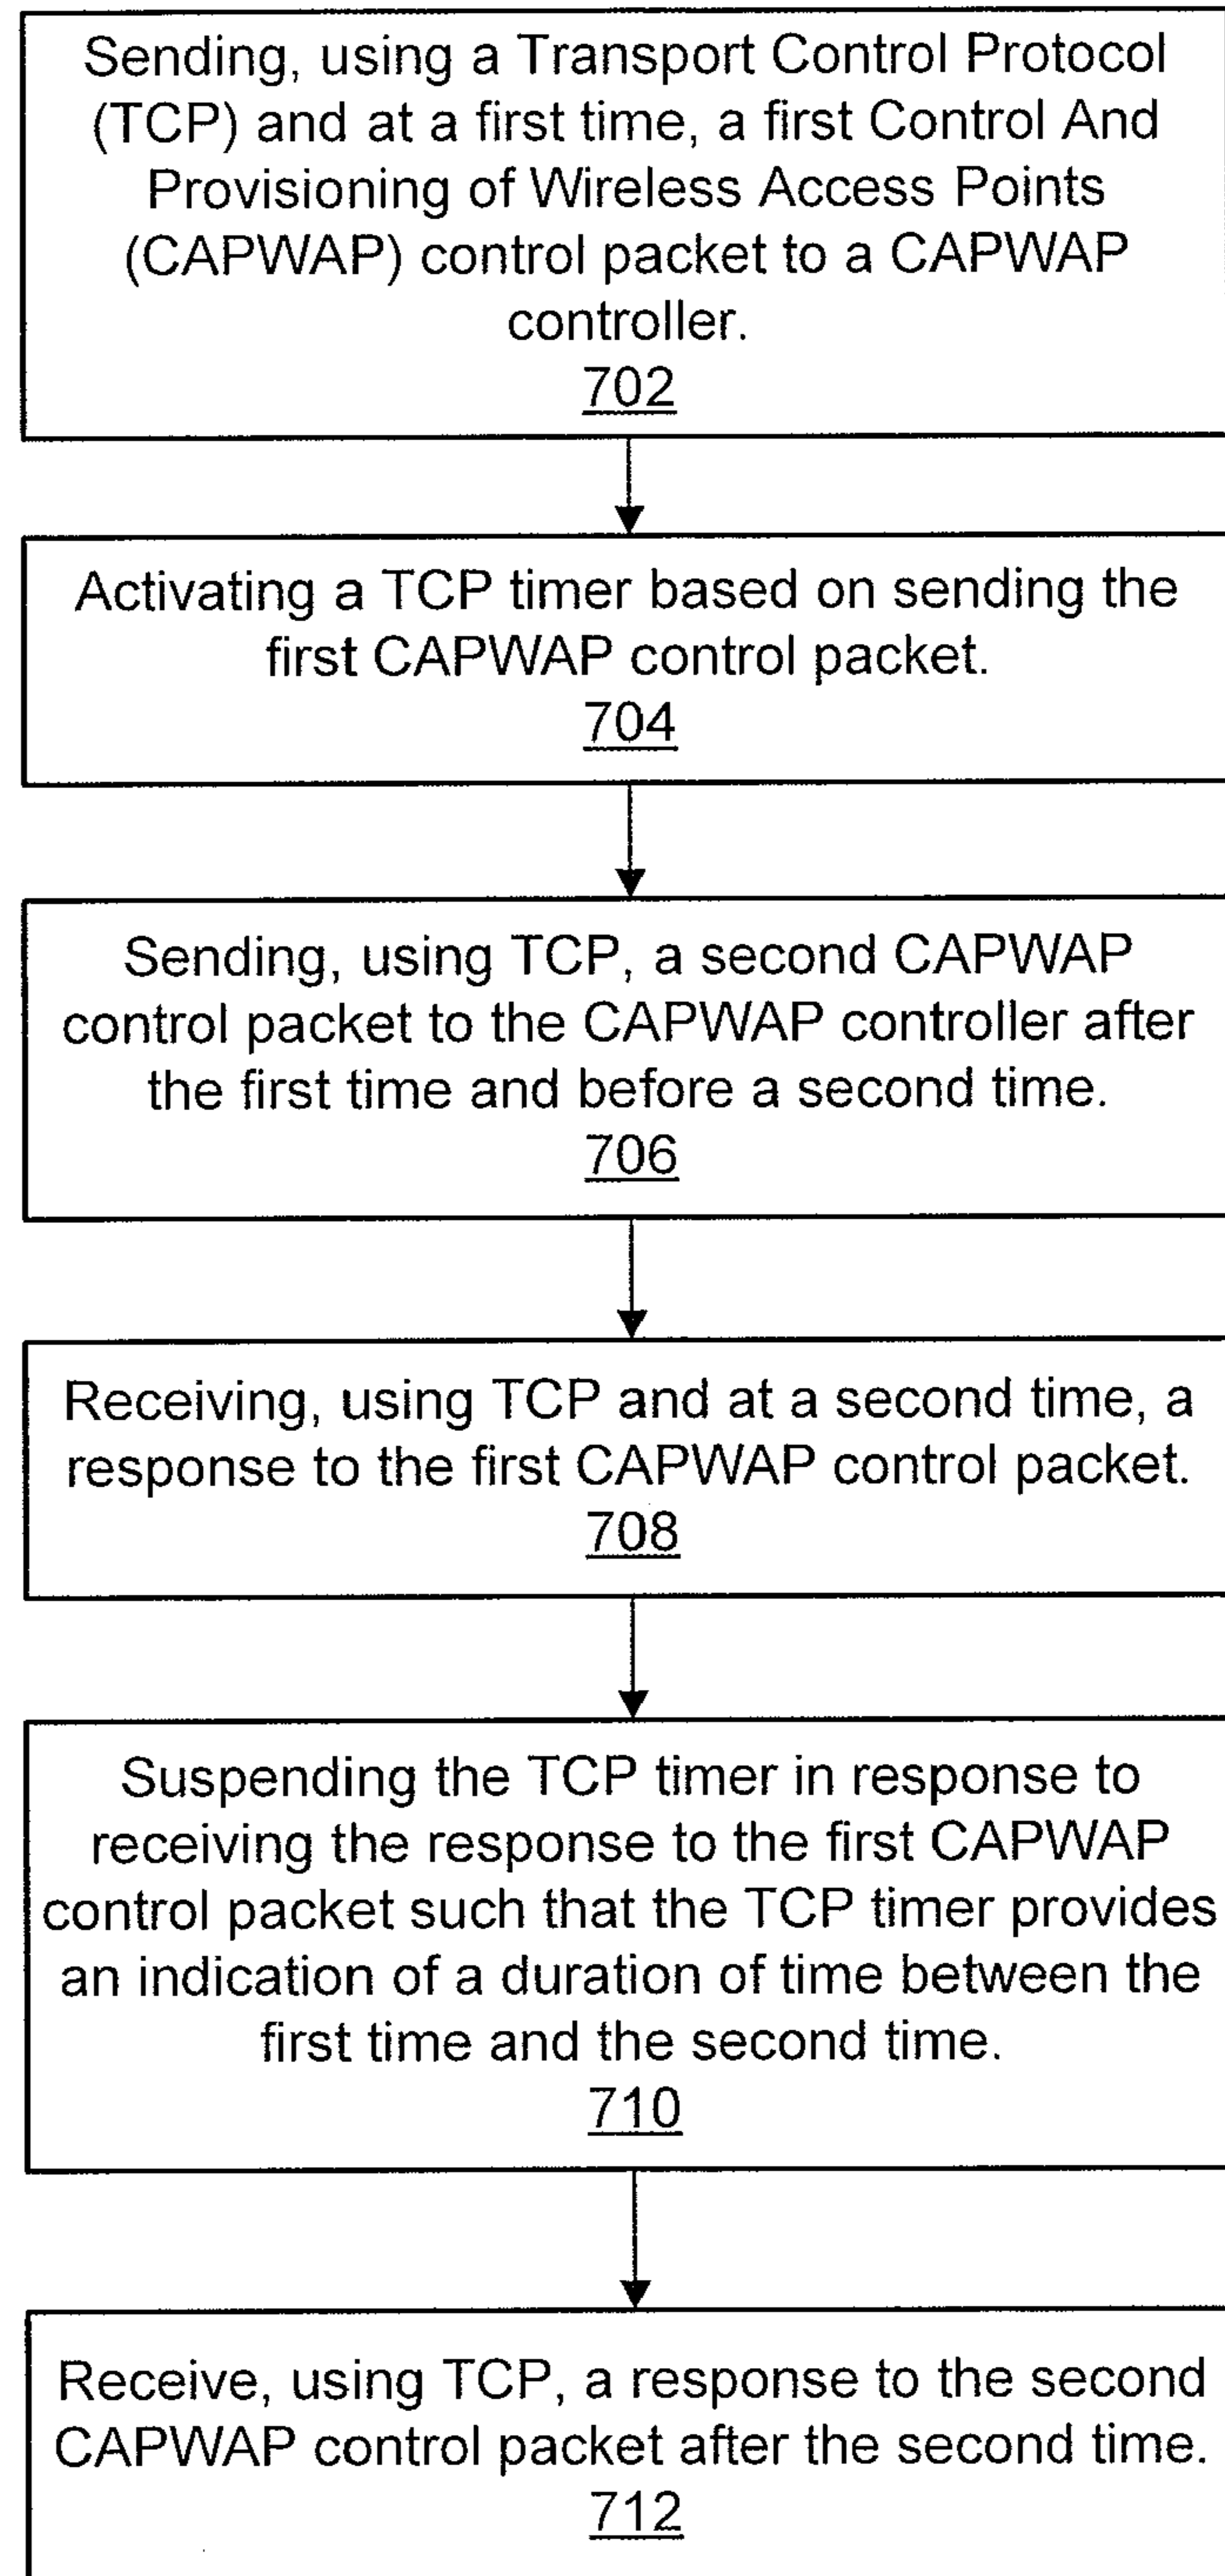 Sending, using a Transport Control Protocol
(TCP) and at a first time, a first Control And
Provisioning of Wireless Access Points
(CAPWAP) control packet to a CAPWAP
controller.
702
Activating a TCP timer based on sending the
first CAPWAP control packet.
704
Sending, using TCP, a second CAPWAP
control packet to the CAPWAP controller after
the first time and before a second time.
706
Receiving, using TCP and at a second time, a
response to the first CAPWAP control packet.
708
Suspending the TCP timer in response to
receiving the response to the first CAPWAP
control packet such that the TCP timer provides
an indication of a duration of time between the
first time and the second time.
710
Receive, using TCP, a response to the second
CAPWAP control packet after the second time.
712